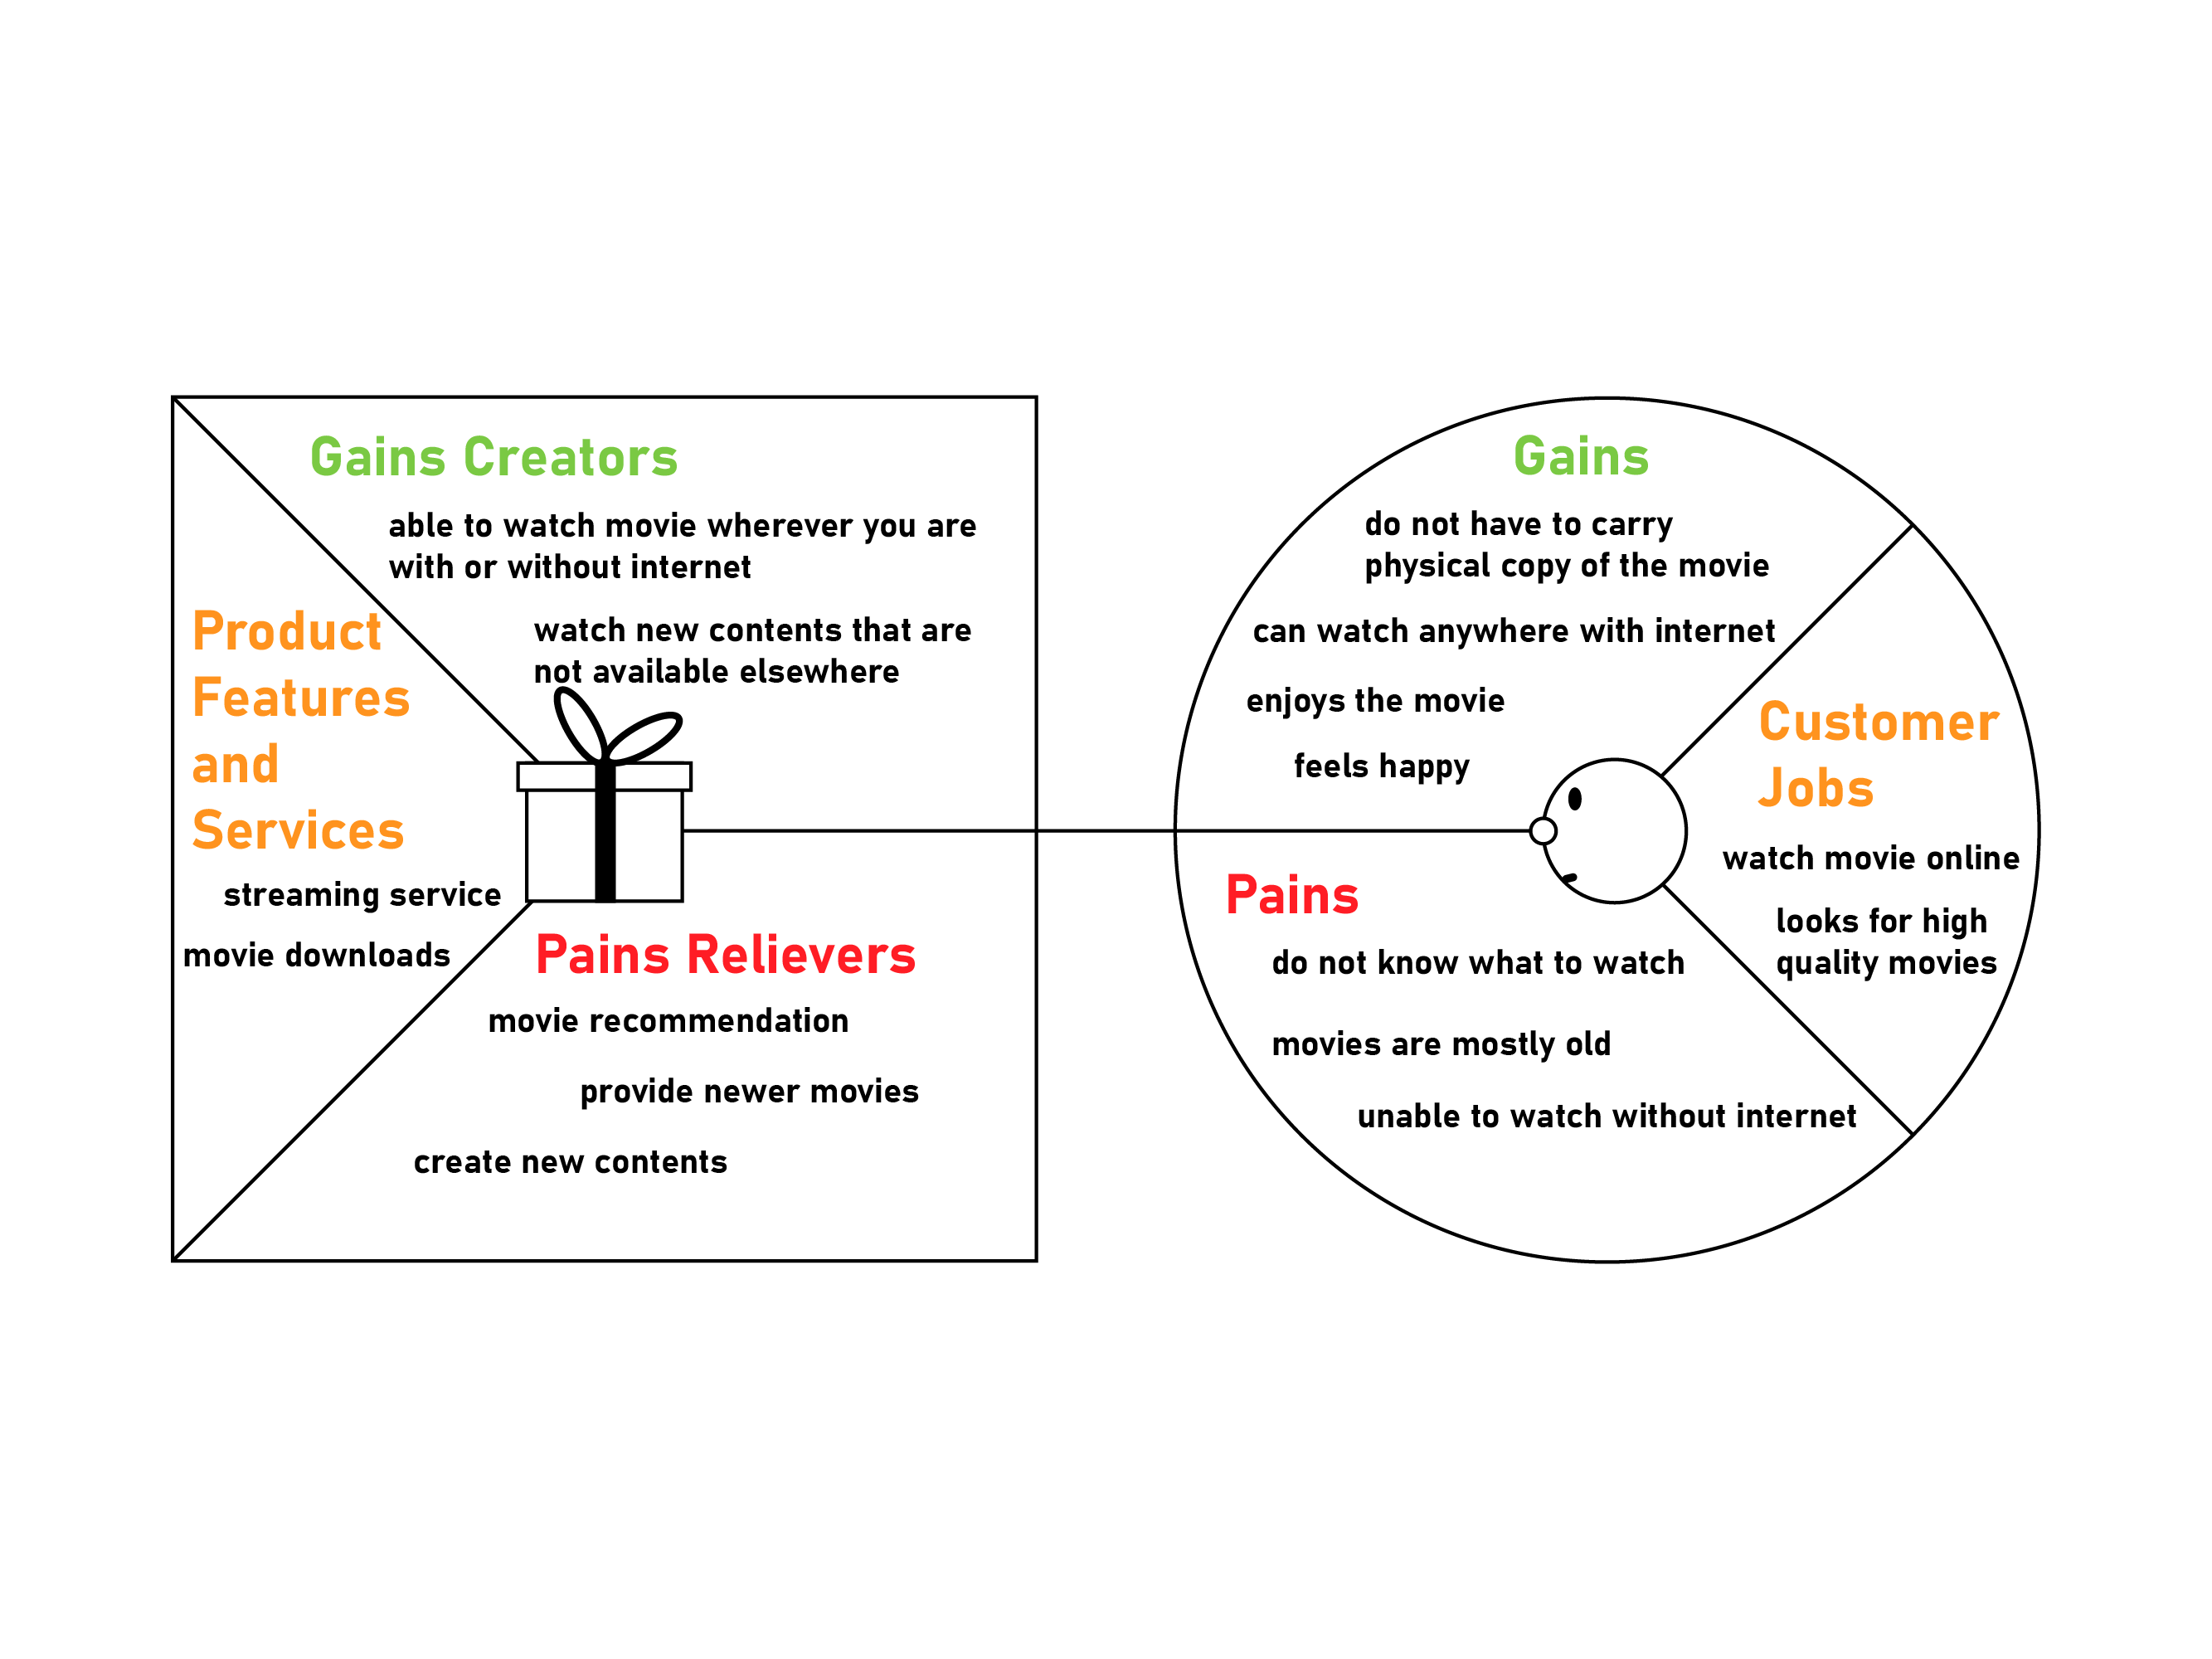 Gains Creators
able to watch movie wherever you are
with or without internet
watch new contents that are
not available elsewhere
Product
Features
and
Services
streaming service
movie downloads
Pains Relievers
movie recommendation
provide newer movies
create new contents
Gains
do not have to carry
physical copy of the movie
can watch anywhere with internet
enjoys the movie
feels happy
Customer
Jobs
watch movie online
looks for high
quality movies
Pains
do not know what to watch
movies are mostly old
unable to watch without internet